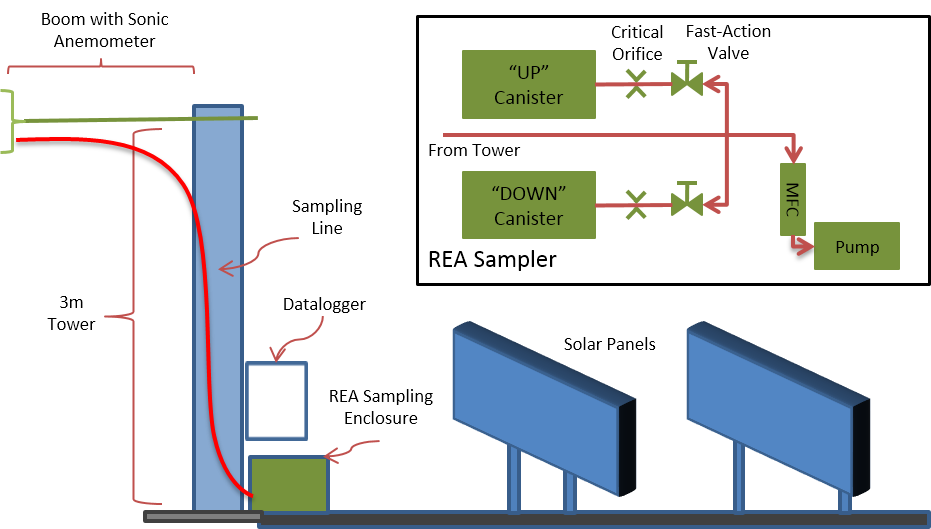 Boom with Sonic
Anemometer
Critical
Orifice
Fast-Action
Valve
“UP”
Canister
From Tower
“DOWN”
Canister
MFC
Pump
REA Sampler
Sampling
Line
3m
Tower
Datalogger
Solar Panels
REA Sampling
Enclosure